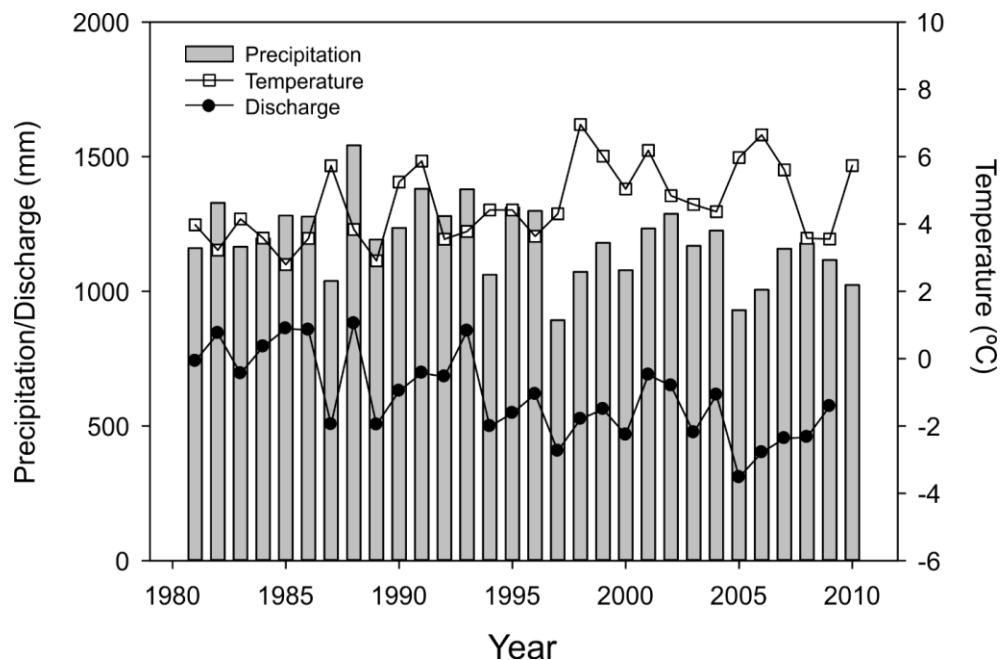 2000
1500
1000
500
0
Precipitation/Discharge (mm)
Precipitation
Temperature
Discharge
10
8
6
4
2
0
-2
-4
-6
Temperature (⁰C)
1980 1985 1990 1995 2000 2005 2010
Year